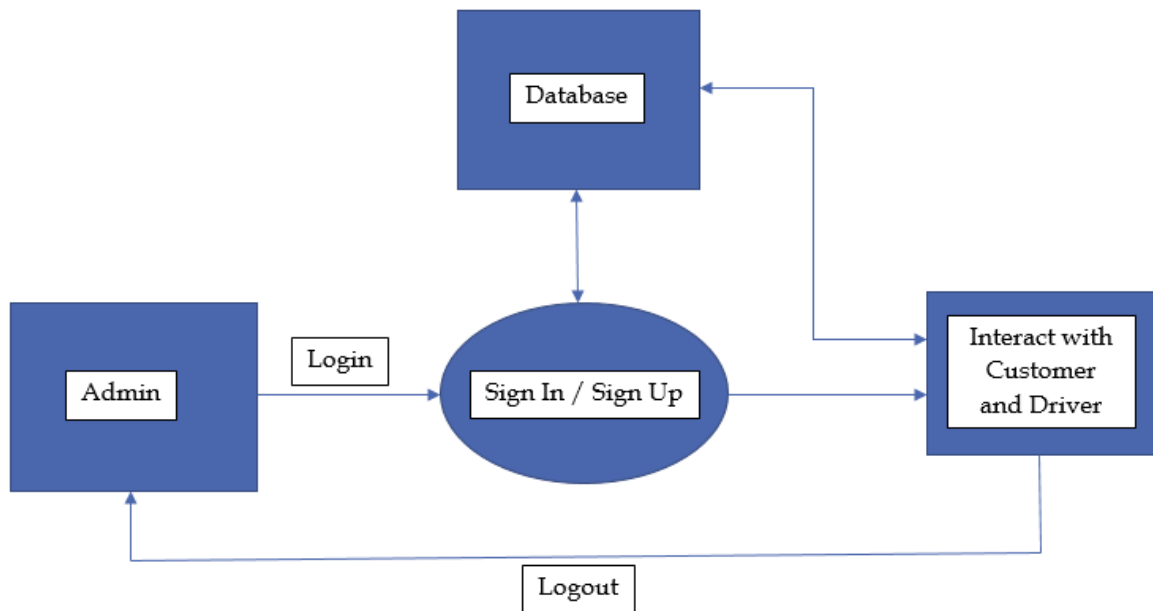 Database
Login
Admin
Sign In / Sign Up
Interact with
Customer
and Driver
Logout